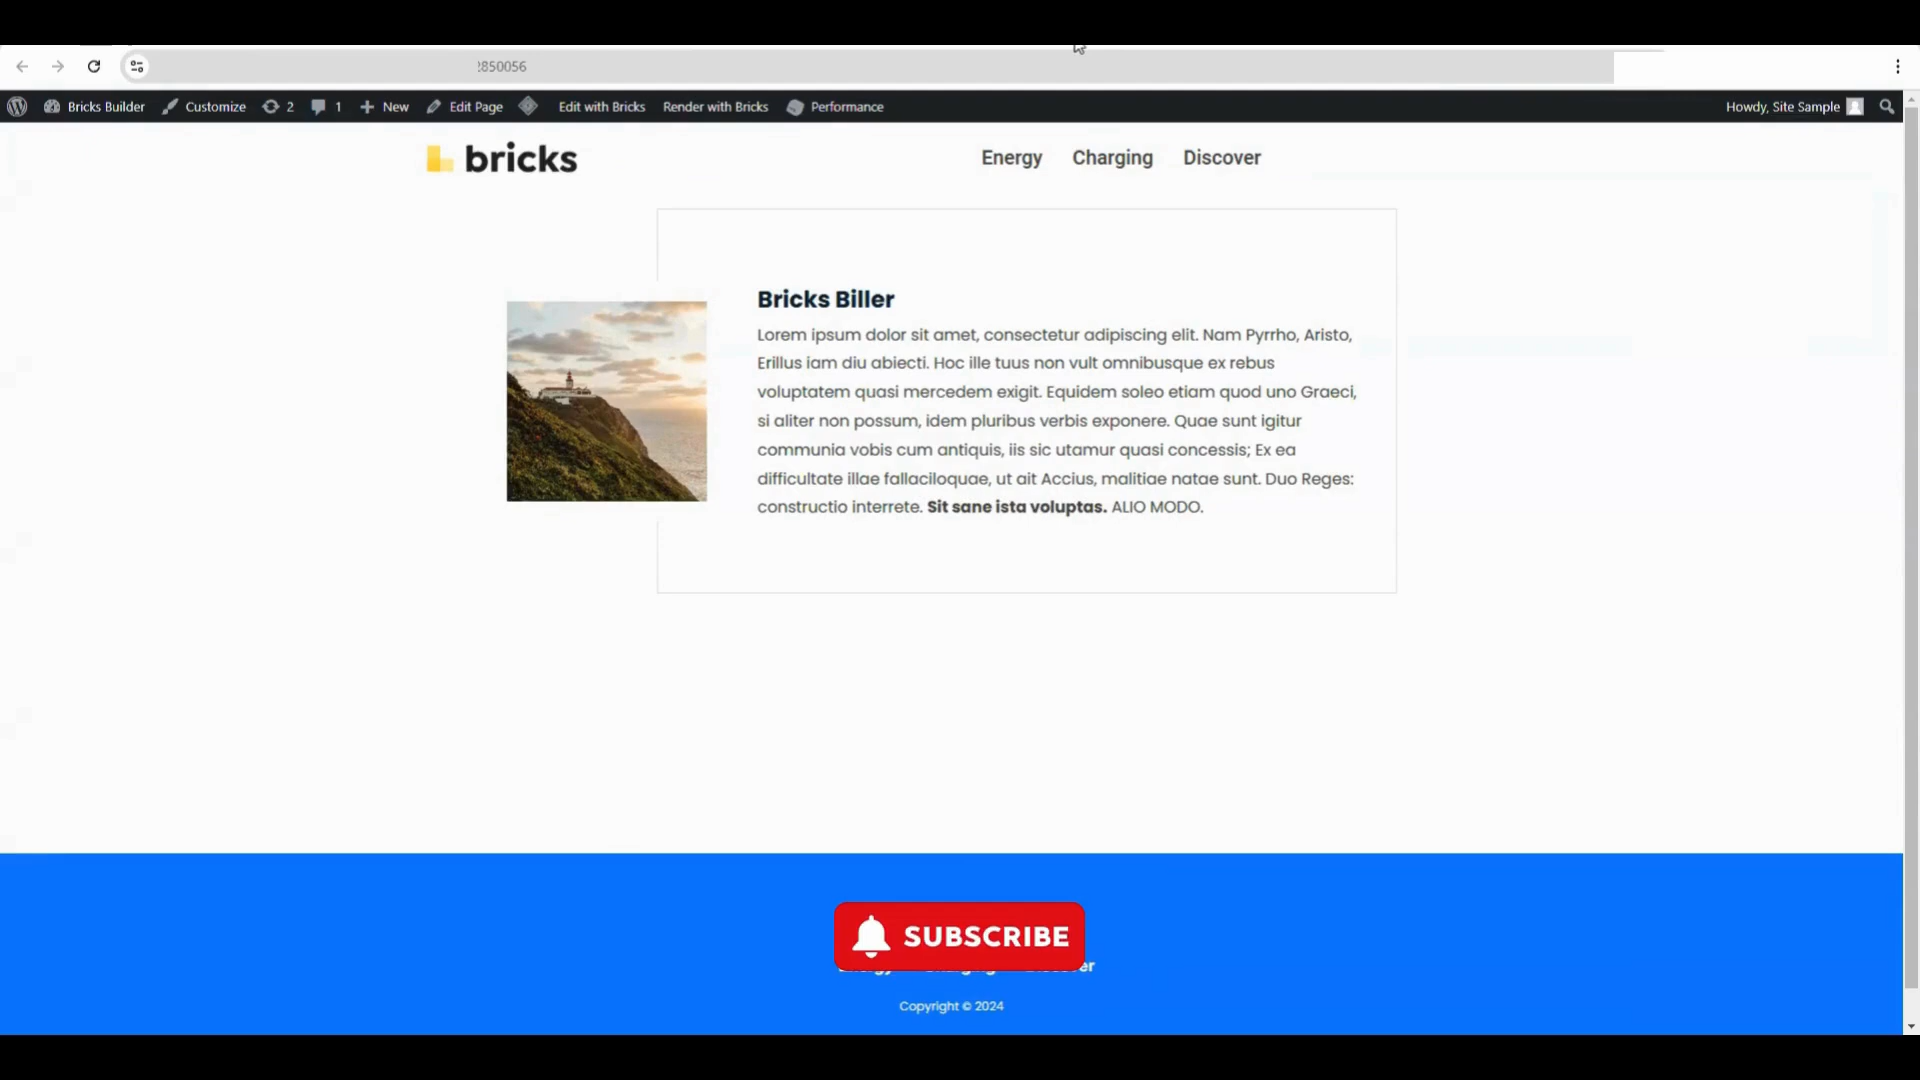 2850056
Bricks Builder Customize 2 1 New Edit Page Edit with Bricks Render with Bricks Performance Howdy, Site Sample
bricks Energy Charging Discover
Bricks Biller
Lorem ipsum dolor sit amet, consectetur adipiscing elit. Nam Pyrrho, Aristo,
Erillus iam diu abiecti. Hoc ille tuus non vult omnibusque ex rebus
voluptatem quasi mercedem exigit. Equidem soleo etiam quod uno Graeci,
si aliter non possum, idem pluribus verbis exponere. Quae sunt igitur
communia vobis cum antiquis, iis sic utamur quasi concessis; Ex ea
difficultate illae fallaciloquae, ut ait Accius, malitiae natae sunt. Duo Reges:
constructio interrete. Sit sane ista voluptas. ALIO MODO.
SUBSCRIBE
Copyright © 2024